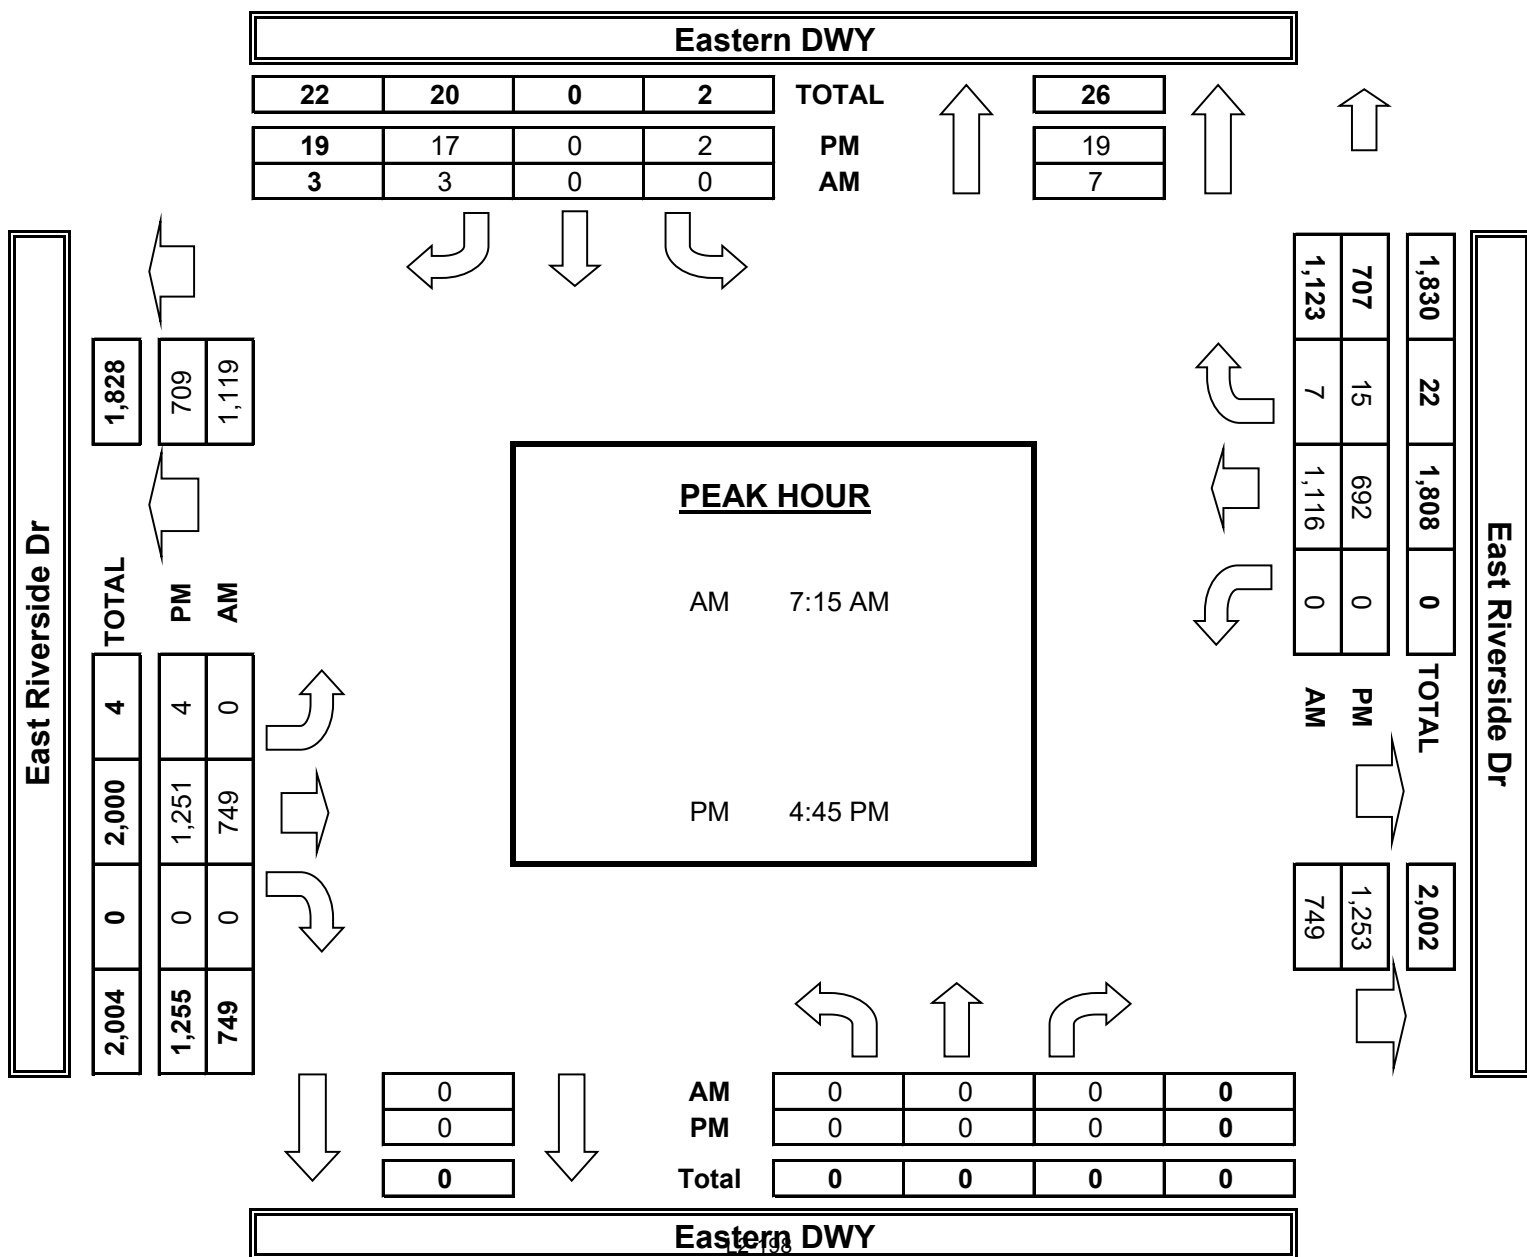 Eastern DWY
22 20 0 2 TOTAL 26
19 17 0 2 PM 19
3 3 0 0 AM 7
East Riverside Dr
1,828
709
1,119
TOTAL
PM
AM
4 2,000 0 2,004
4 1,251 0 1,255
0 749 0 749
PEAK HOUR
AM 7:15 AM
PM 4:45 PM
1,830 22 1,808 0 TOTAL 2,002
707 15 692 0 PM 1,253
1,123 7 1,116 0 AM 749
East Riverside Dr
0 AM 0 0 0 0
0 PM 0 0 0 0
0 Total 0 0 0 0
Eastern DWY
L2-198